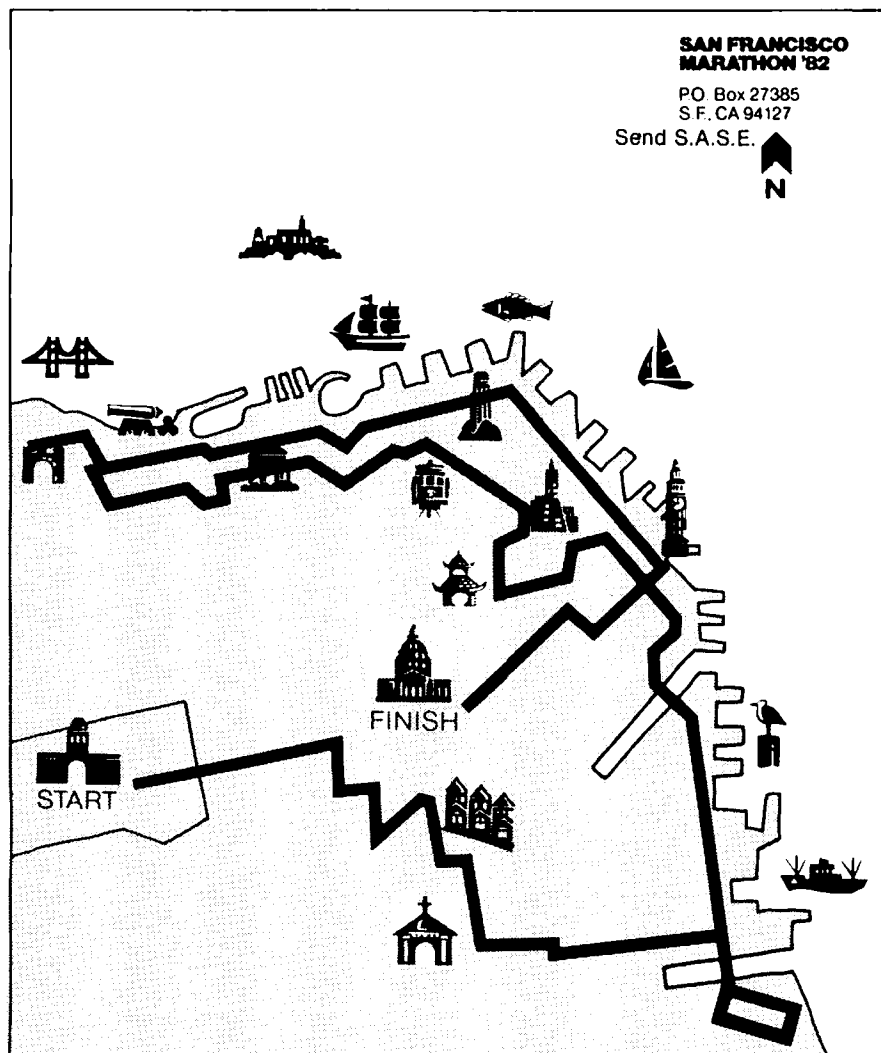 SAN FRANCISCO
MARATHON '82
P.O. Box 27385
S.F., CA 94127
Send S.A.S.E.
N
FINISH
START